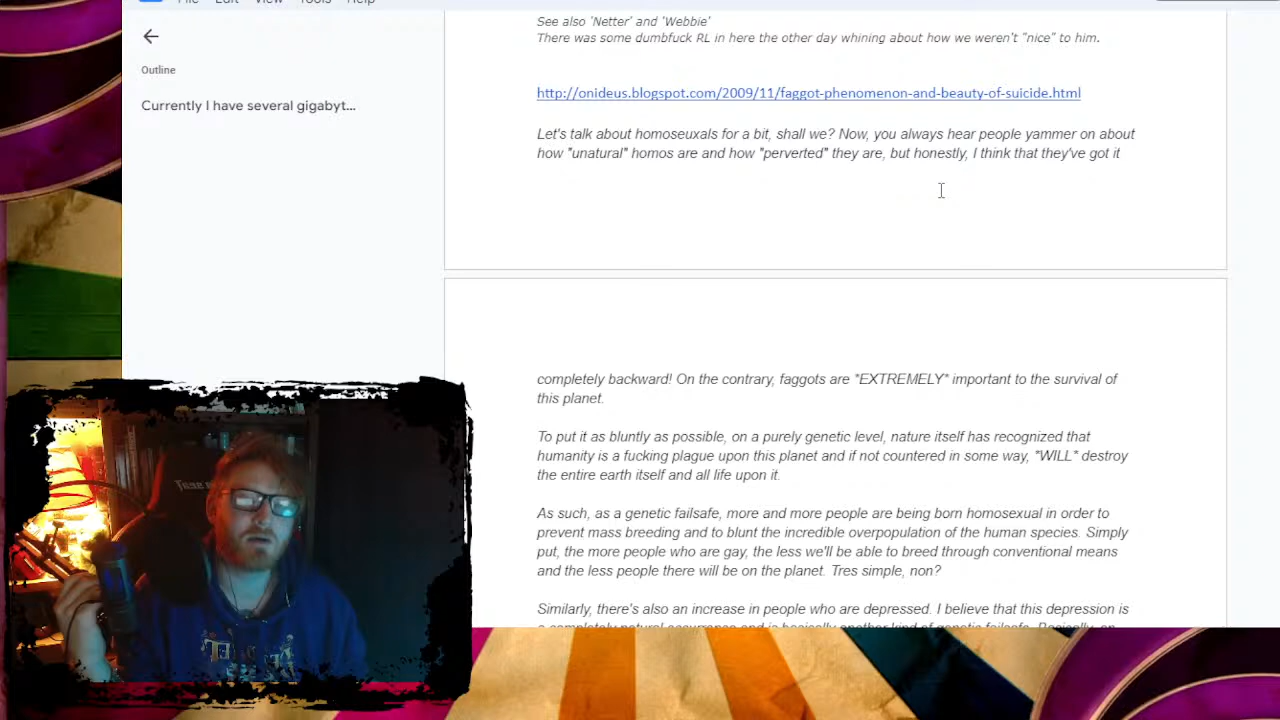 File Edit View Tools Help
Outline
Currently I have several gigabyt...
See also 'Netter' and 'Webbie'
There was some dumbfuck RL in here the other day whining about how we weren't "nice" to him.
http://onideus.blogspot.com/2009/11/faggot-phenomenon-and-beauty-of-suicide.html
Let's talk about homoseuxals for a bit, shall we? Now, you always hear people yammer on about
how "unatural" homos are and how "perverted" they are, but honestly, I think that they've got it
completely backward! On the contrary, faggots are *EXTREMELY* important to the survival of
this planet.
To put it as bluntly as possible, on a purely genetic level, nature itself has recognized that
humanity is a fucking plague upon this planet and if not countered in some way, *WILL* destroy
the entire earth itself and all life upon it.
As such, as a genetic failsafe, more and more people are being born homosexual in order to
prevent mass breeding and to blunt the incredible overpopulation of the human species. Simply
put, the more people who are gay, the less we'll be able to breed through conventional means
and the less people there will be on the planet. Tres simple, non?
Similarly, there's also an increase in people who are depressed. I believe that this depression is